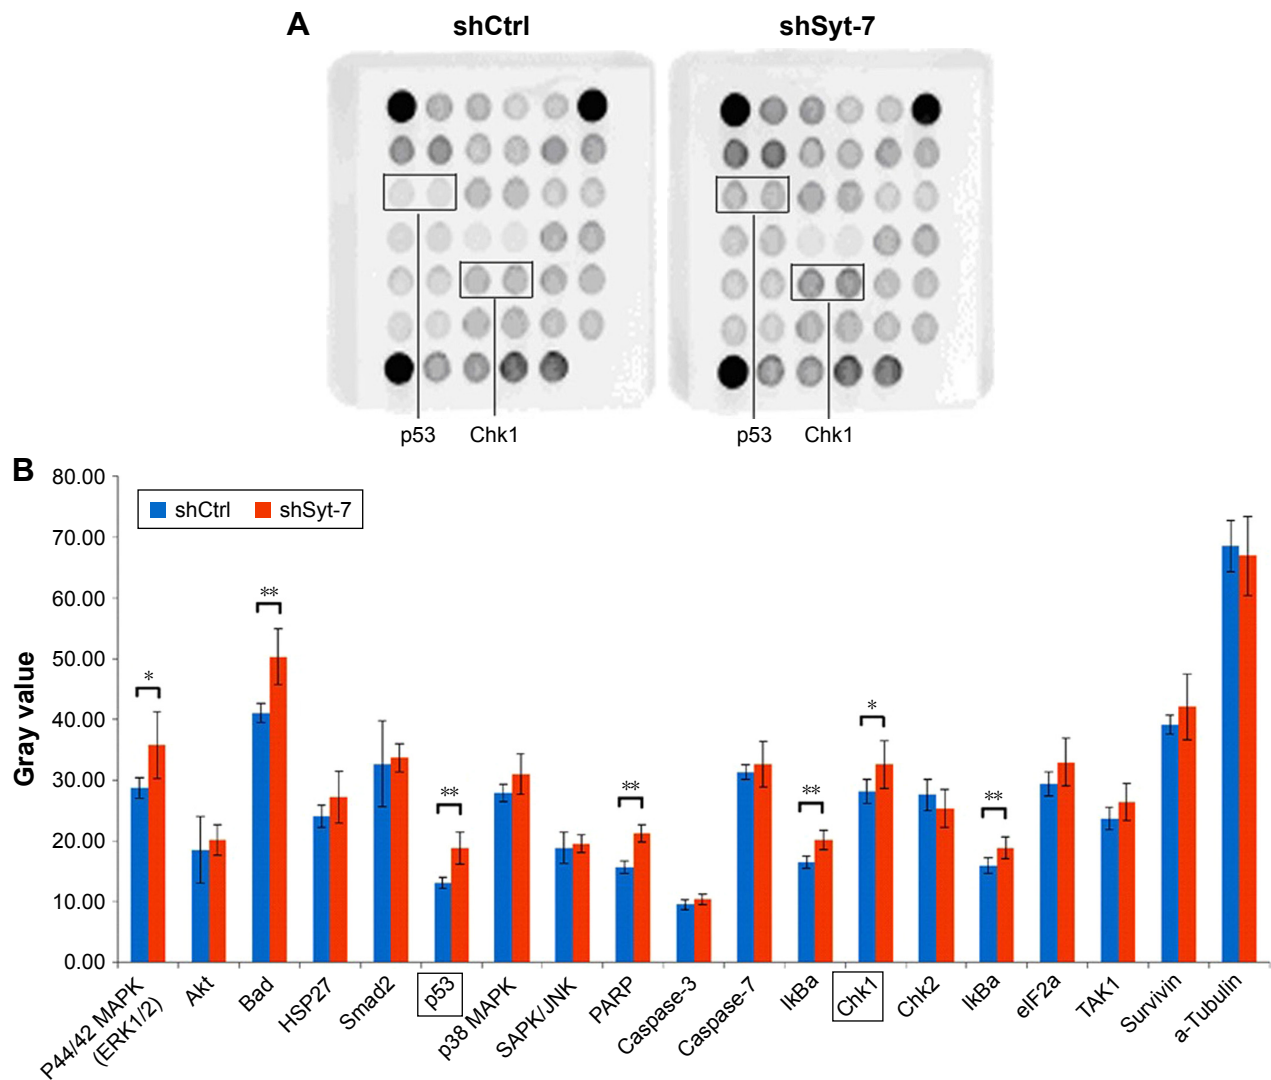 A
shCtrl
shSyt-7
p53
Chk1
p53
Chk1
B
80.00
70.00
60.00
50.00
40.00
30.00
20.00
10.00
0.00
Gray value
shCtrl
shSyt-7
*
**
**
**
**
*
**
P44/42 MAPK
(ERK1/2)
Akt
Bad
HSP27
Smad2
p53
p38 MAPK
SAPK/JNK
PARP
Caspase-3
Caspase-7
IkBa
Chk1
Chk2
IkBa
eIF2a
TAK1
Survivin
a-Tubulin